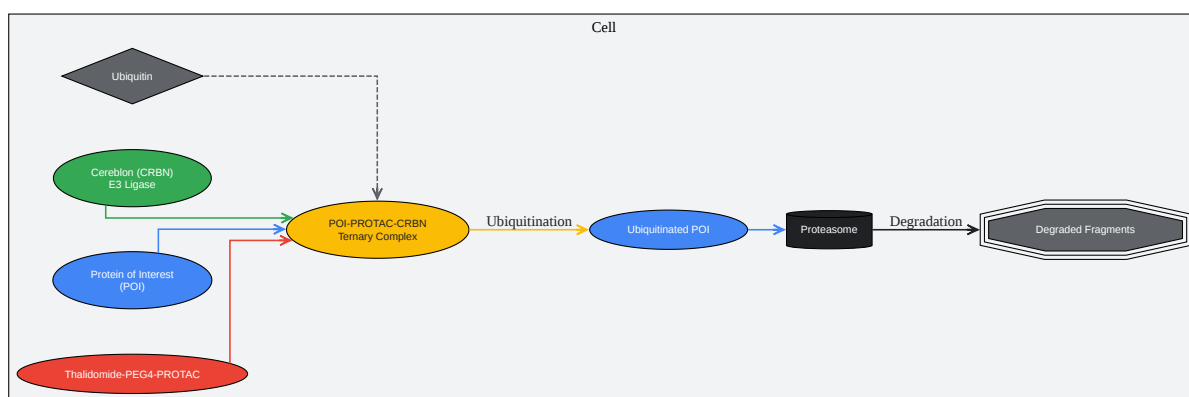 Cell
Ubiquitin
Cereblon (CRBN)
E3 Ligase
POI-PROTAC-CRBN
Ternary Complex
Ubiquitination
Ubiquitinated POI
Proteasome
Degradation
Degraded Fragments
Protein of Interest
(POI)
Thalidomide-PEG4-PROTAC